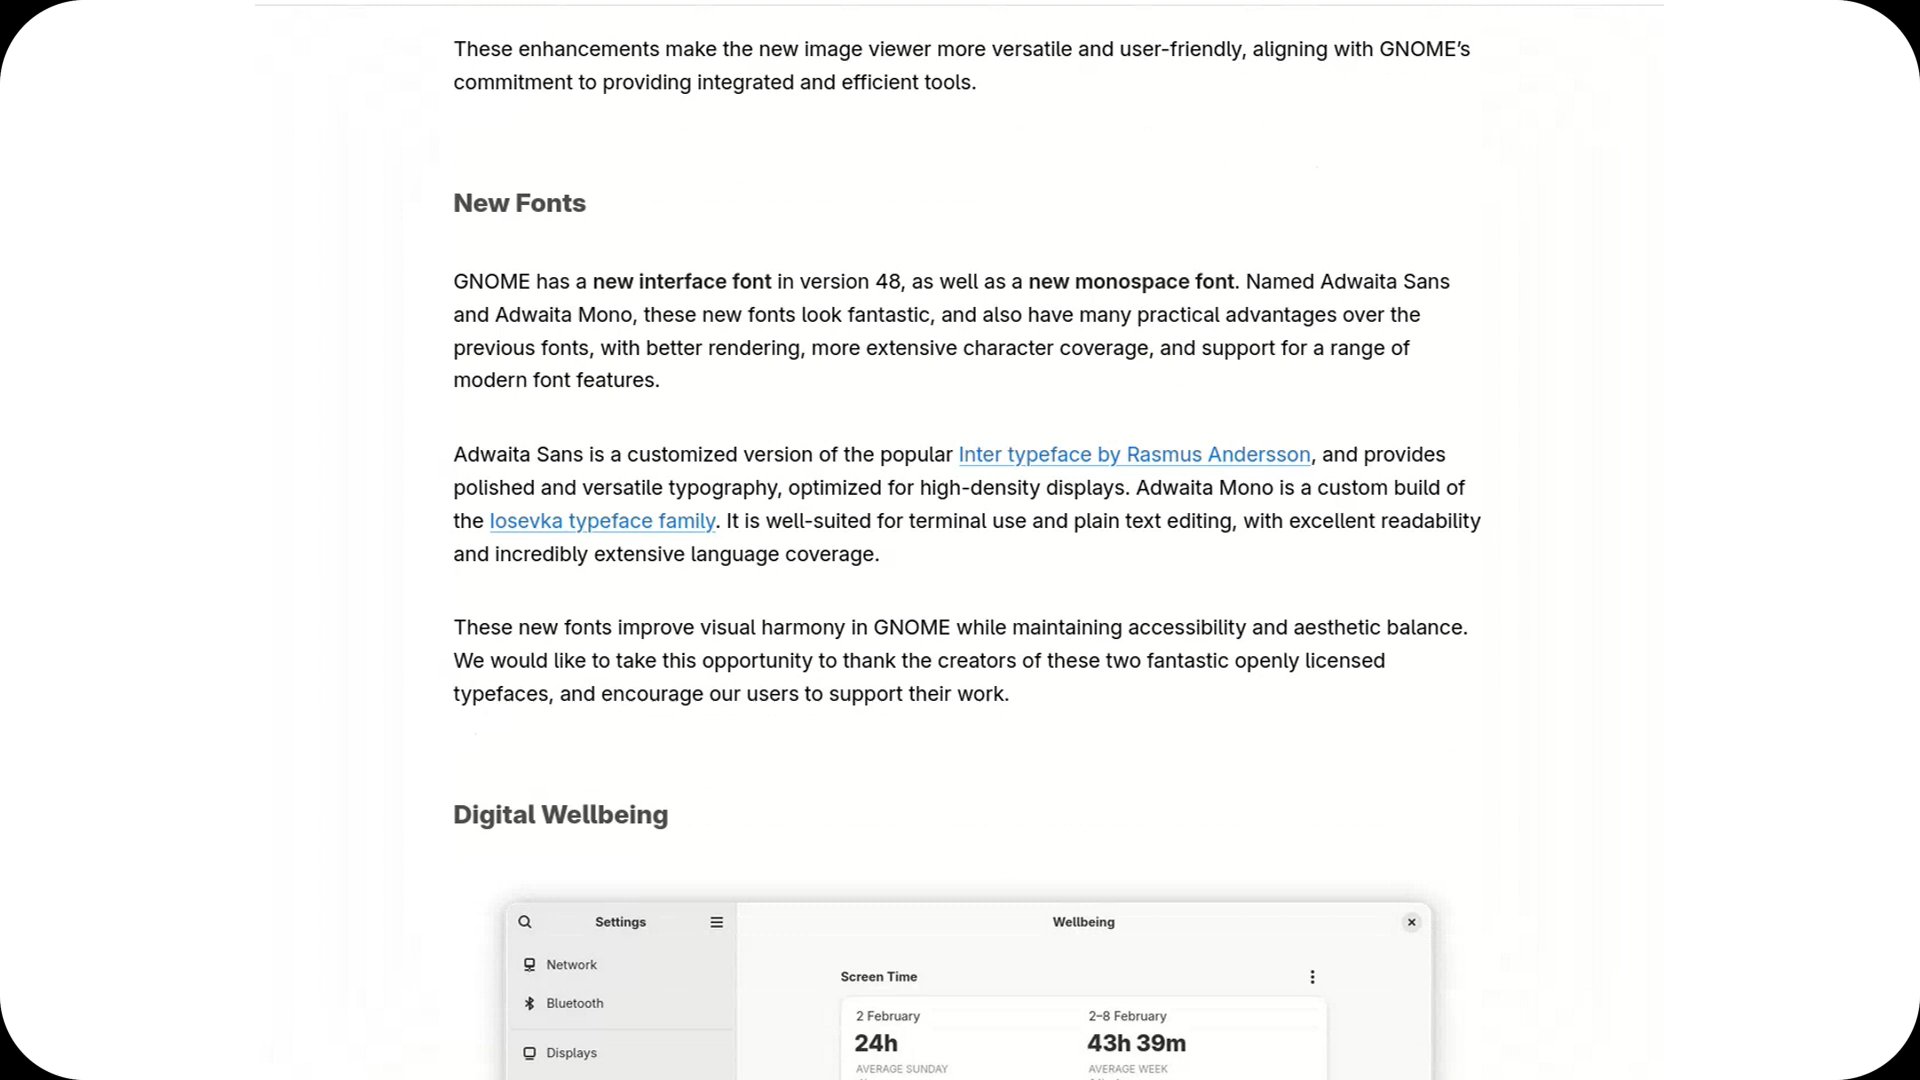 These enhancements make the new image viewer more versatile and user-friendly, aligning with GNOME’s
commitment to providing integrated and efficient tools.
New Fonts
GNOME has a new interface font in version 48, as well as a new monospace font. Named Adwaita Sans
and Adwaita Mono, these new fonts look fantastic, and also have many practical advantages over the
previous fonts, with better rendering, more extensive character coverage, and support for a range of
modern font features.
Adwaita Sans is a customized version of the popular Inter typeface by Rasmus Andersson, and provides
polished and versatile typography, optimized for high-density displays. Adwaita Mono is a custom build of
the Iosevka typeface family. It is well-suited for terminal use and plain text editing, with excellent readability
and incredibly extensive language coverage.
These new fonts improve visual harmony in GNOME while maintaining accessibility and aesthetic balance.
We would like to take this opportunity to thank the creators of these two fantastic openly licensed
typefaces, and encourage our users to support their work.
Digital Wellbeing
Settings
Wellbeing
Network
Bluetooth
Displays
Screen Time
2 February
2–8 February
24h
43h 39m
AVERAGE SUNDAY
AVERAGE WEEK